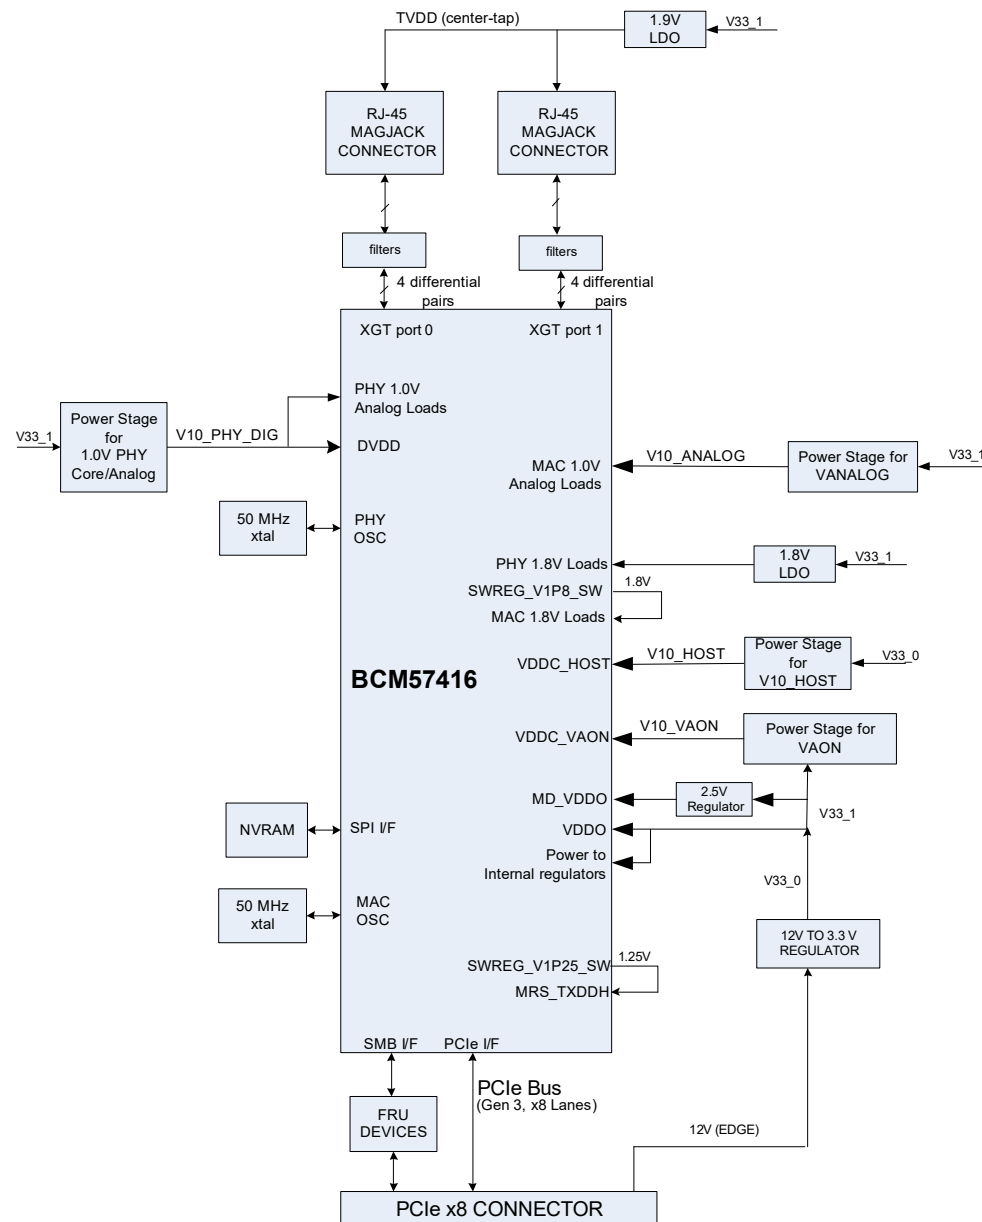 TVDD (center-tap)
1.9V
LDO
V33_1
RJ-45
MAGJACK
CONNECTOR
RJ-45
MAGJACK
CONNECTOR
filters
filters
4 differential
pairs
4 differential
pairs
XGT port 0
XGT port 1
PHY 1.0V
Analog Loads
Power Stage
for
1.0V PHY
Core/Analog
V33_1
V10_PHY_DIG
DVDD
MAC 1.0V
Analog Loads
V10_ANALOG
Power Stage for
VANALOG
V33_1
50 MHz
xtal
PHY
OSC
PHY 1.8V Loads
1.8V
LDO
V33_1
SWREG_V1P8_SW
1.8V
MAC 1.8V Loads
VDDC_HOST
V10_HOST
Power Stage
for
V10_HOST
V33_0
BCM57416
VDDC_VAON
V10_VAON
Power Stage for
VAON
MD_VDDO
2.5V
Regulator
V33_1
VDDO
Power to
Internal regulators
NVRAM
SPI I/F
V33_0
50 MHz
xtal
MAC
OSC
12V TO 3.3 V
REGULATOR
SWREG_V1P25_SW
1.25V
MRS_TXDDH
SMB I/F
PCIe I/F
PCIe Bus
(Gen 3, x8 Lanes)
FRU
DEVICES
12V (EDGE)
PCIe x8 CONNECTOR